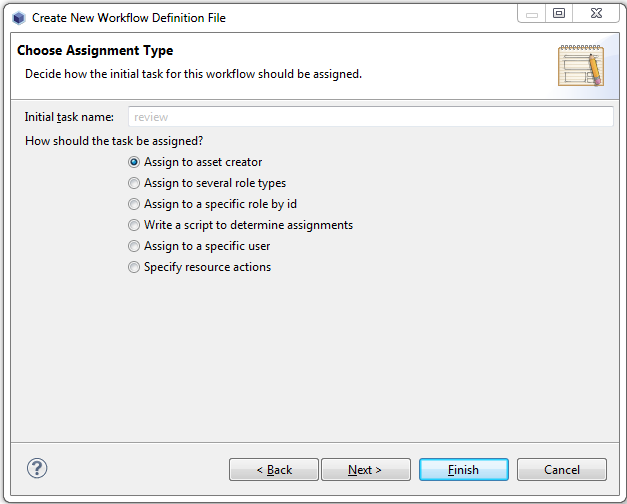 Create New Workflow Definition File
Choose Assignment Type
Decide how the initial task for this workflow should be assigned.
Initial task name: review
How should the task be assigned?
Assign to asset creator
Assign to several role types
Assign to a specific role by id
Write a script to determine assignments
Assign to a specific user
Specify resource actions
? < Back Next > Finish Cancel